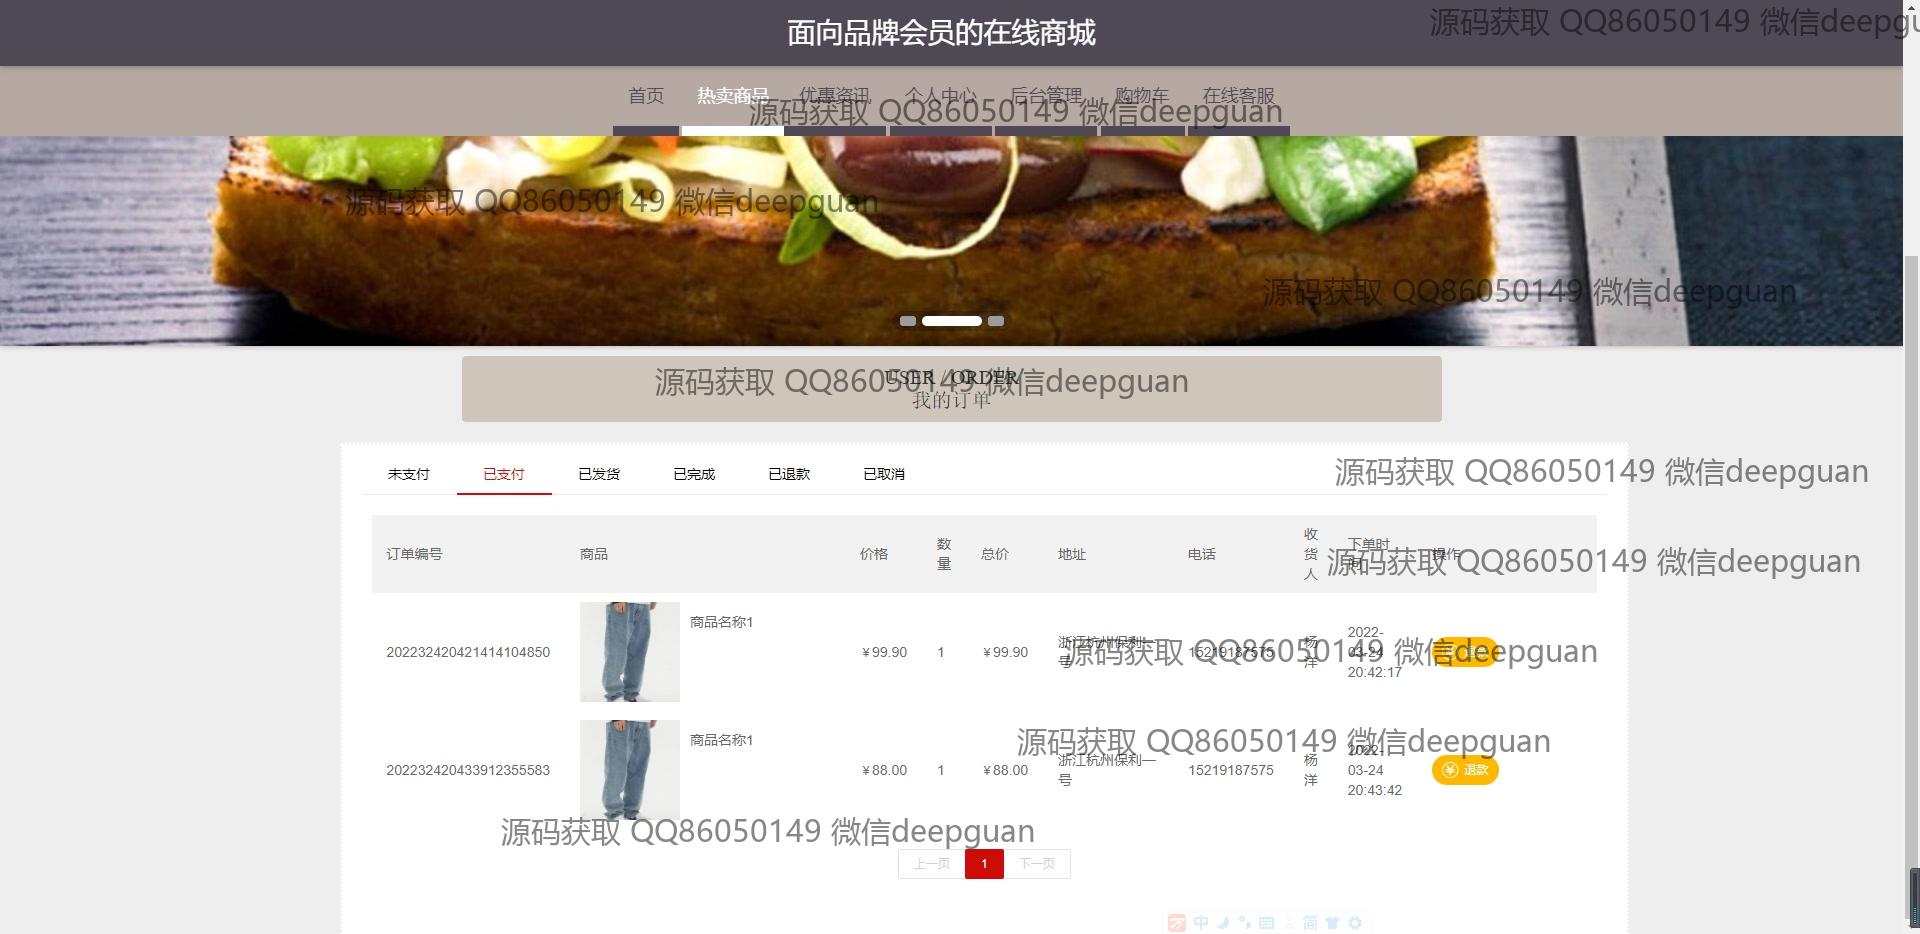 面向品牌会员的在线商城
源码获取 QQ86050149 微信deepgu
首页 热卖商品 优惠资讯 个人中心 后台管理 购物车 在线客服
源码获取 QQ86050149 微信deepguan
源码获取 QQ86050149 微信deepguan
源码获取 QQ86050149 微信deepguan
USER / ORDER
源码获取 QQ86050149 微信deepguan
我的订单
未支付 已支付 已发货 已完成 已退款 已取消
源码获取 QQ86050149 微信deepguan
订单编号 商品 价格 数量 总价 地址 电话 收货人 下单时间 操作
源码获取 QQ86050149 微信deepguan
商品名称1
202232420421414104850 ￥99.90 1 ￥99.90 浙江杭州保利一号 15219187575 杨洋 2022-03-24 20:42:17 退款
源码获取 QQ86050149 微信deepguan
商品名称1
源码获取 QQ86050149 微信deepguan
202232420433912355583 ￥88.00 1 ￥88.00 浙江杭州保利一号 15219187575 杨洋 2022-03-24 20:43:42 退款
源码获取 QQ86050149 微信deepguan
上一页 1 下一页
中 简